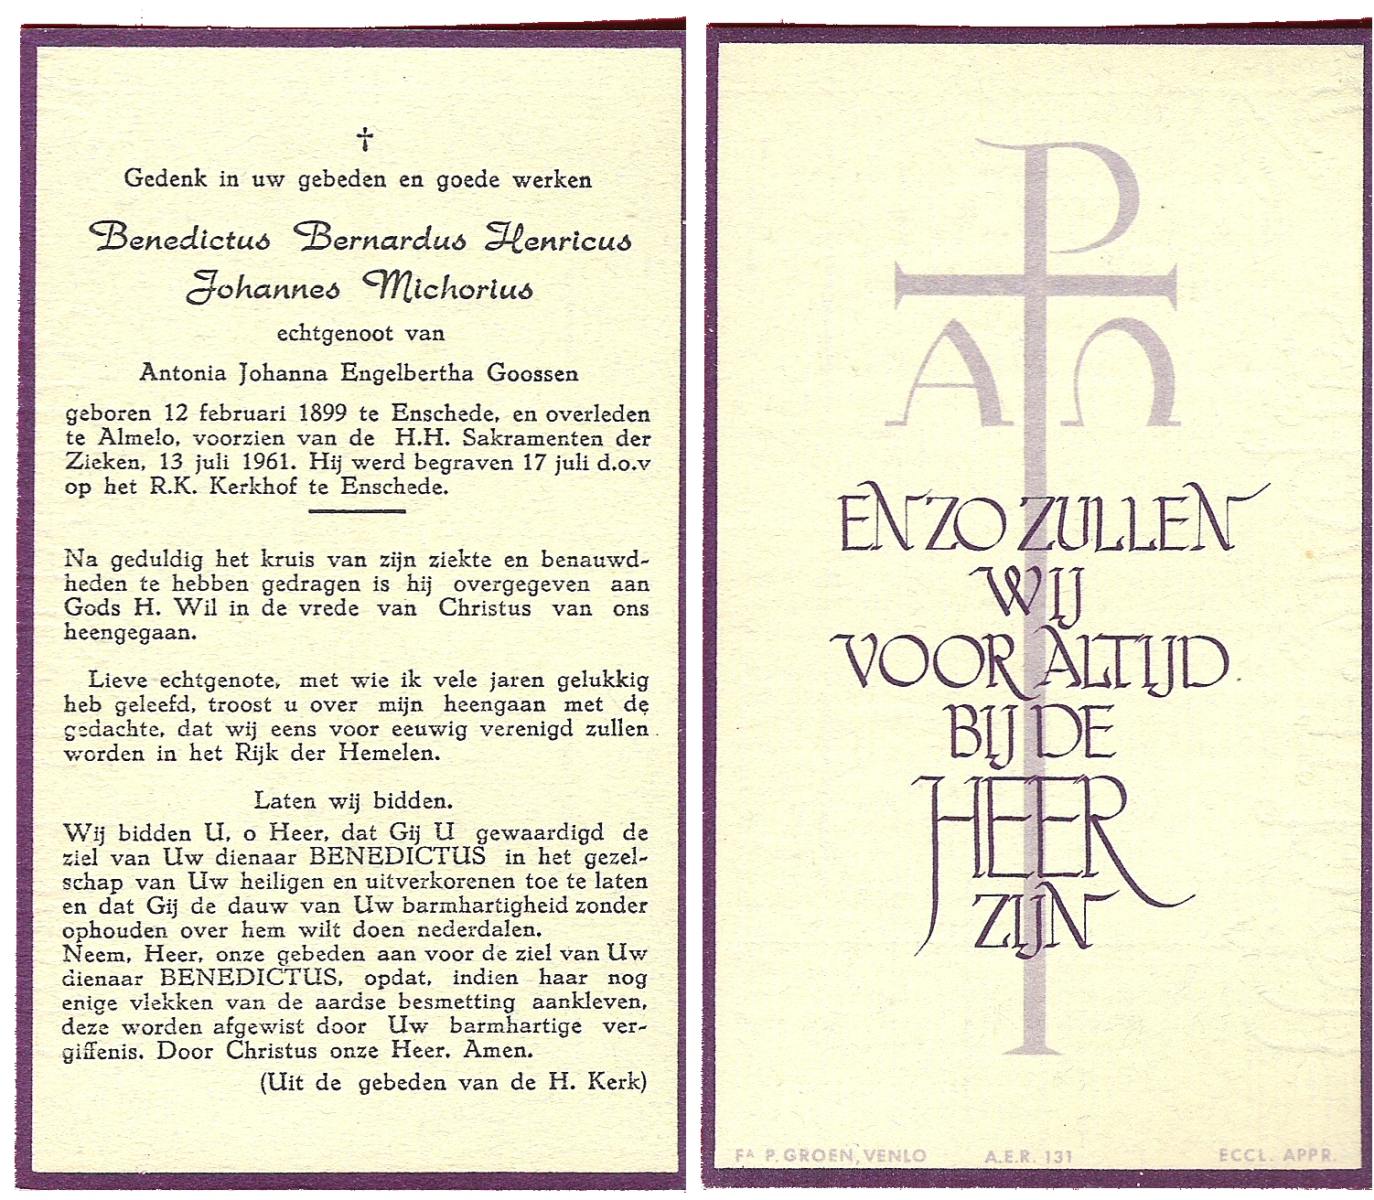 †
Gedenk in uw gebeden en goede werken
Benedictus Bernardus Henricus
Johannes Michorius
echtgenoot van
Antonia Johanna Engelbertha Goossen
geboren 12 februari 1899 te Enschede, en overleden
te Almelo, voorzien van de H.H. Sakramenten der
Zieken, 13 juli 1961. Hij werd begraven 17 juli d.o.v
op het R.K. Kerkhof te Enschede.
Na geduldig het kruis van zijn ziekte en benauwd-
heden te hebben gedragen is hij overgegeven aan
Gods H. Wil in de vrede van Christus van ons
heengegaan.
Lieve echtgenote, met wie ik vele jaren gelukkig
heb geleefd, troost u over mijn heengaan met de
gedachte, dat wij eens voor eeuwig verenigd zullen
worden in het Rijk der Hemelen.
Laten wij bidden.
Wij bidden U, o Heer, dat Gij U gewaardigd de
ziel van Uw dienaar BENEDICTUS in het gezel-
schap van Uw heiligen en uitverkorenen toe te laten
en dat Gij de dauw van Uw barmhartigheid zonder
ophouden over hem wilt doen nederdalen.
Neem, Heer, onze gebeden aan voor de ziel van Uw
dienaar BENEDICTUS, opdat, indien haar nog
enige vlekken van de aardse besmetting aankleven,
deze worden afgewist door Uw barmhartige ver-
giffenis. Door Christus onze Heer. Amen.
(Uit de gebeden van de H. Kerk)
P
A Ω
EN ZO ZULLEN
WIJ
VOOR ALTIJD
BIJ DE
HEER
ZIJN
FA P. GROEN, VENLO A.E.R. 131 ECCL. APPR.